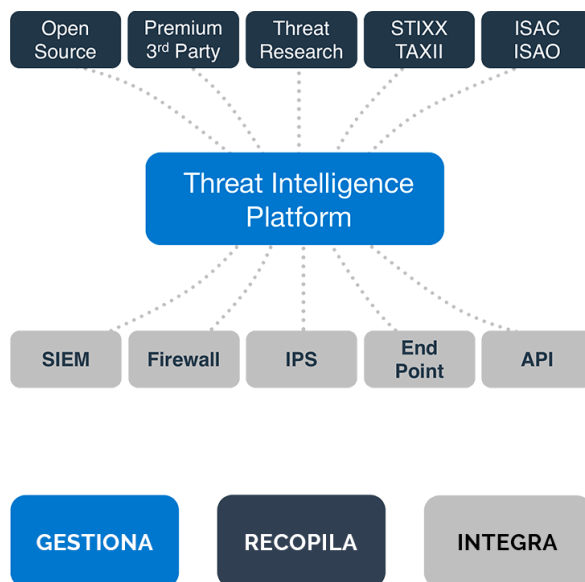 Open
Source
Premium
3rd Party
Threat
Research
STIXX
TAXII
ISAC
ISAO
Threat Intelligence
Platform
SIEM
Firewall
IPS
End
Point
API
GESTIONA
RECOPILA
INTEGRA